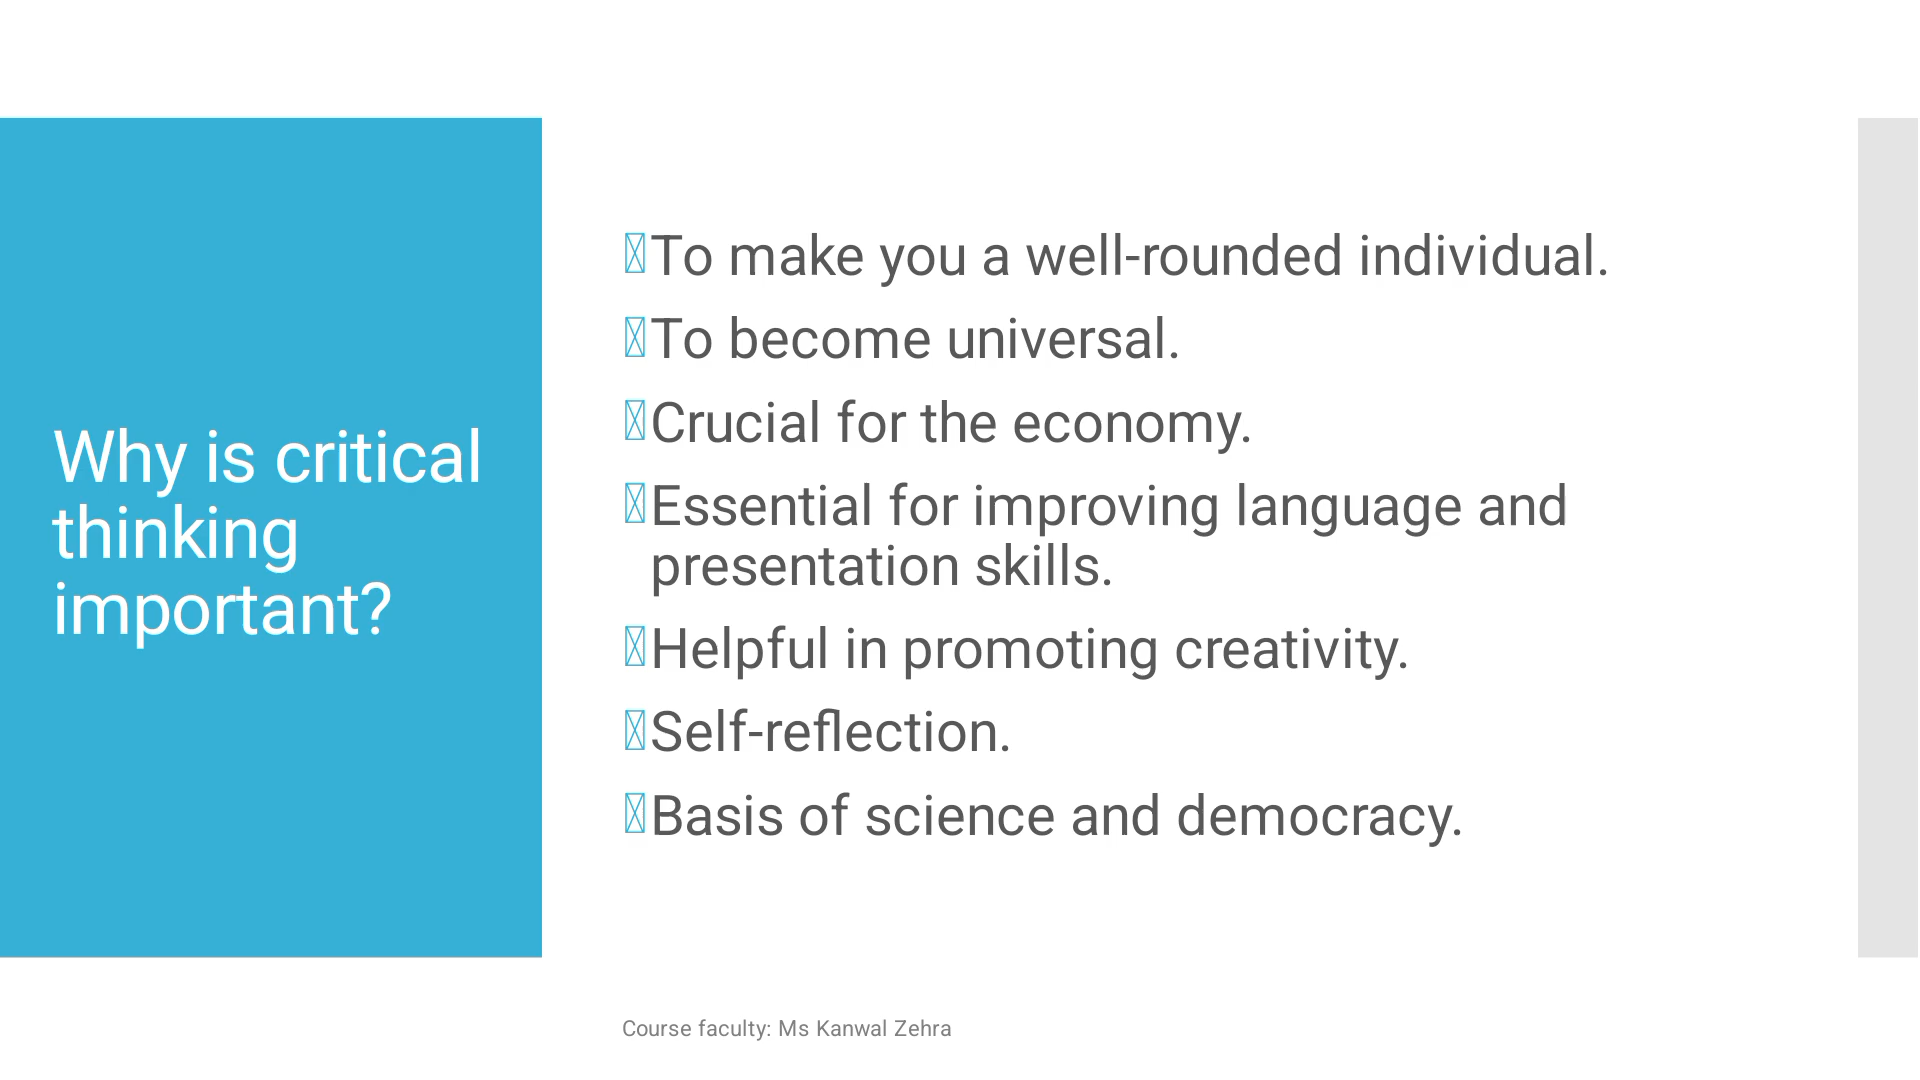 Why is critical
thinking
important?
To make you a well-rounded individual.
To become universal.
Crucial for the economy.
Essential for improving language and
presentation skills.
Helpful in promoting creativity.
Self-reflection.
Basis of science and democracy.
Course faculty: Ms Kanwal Zehra